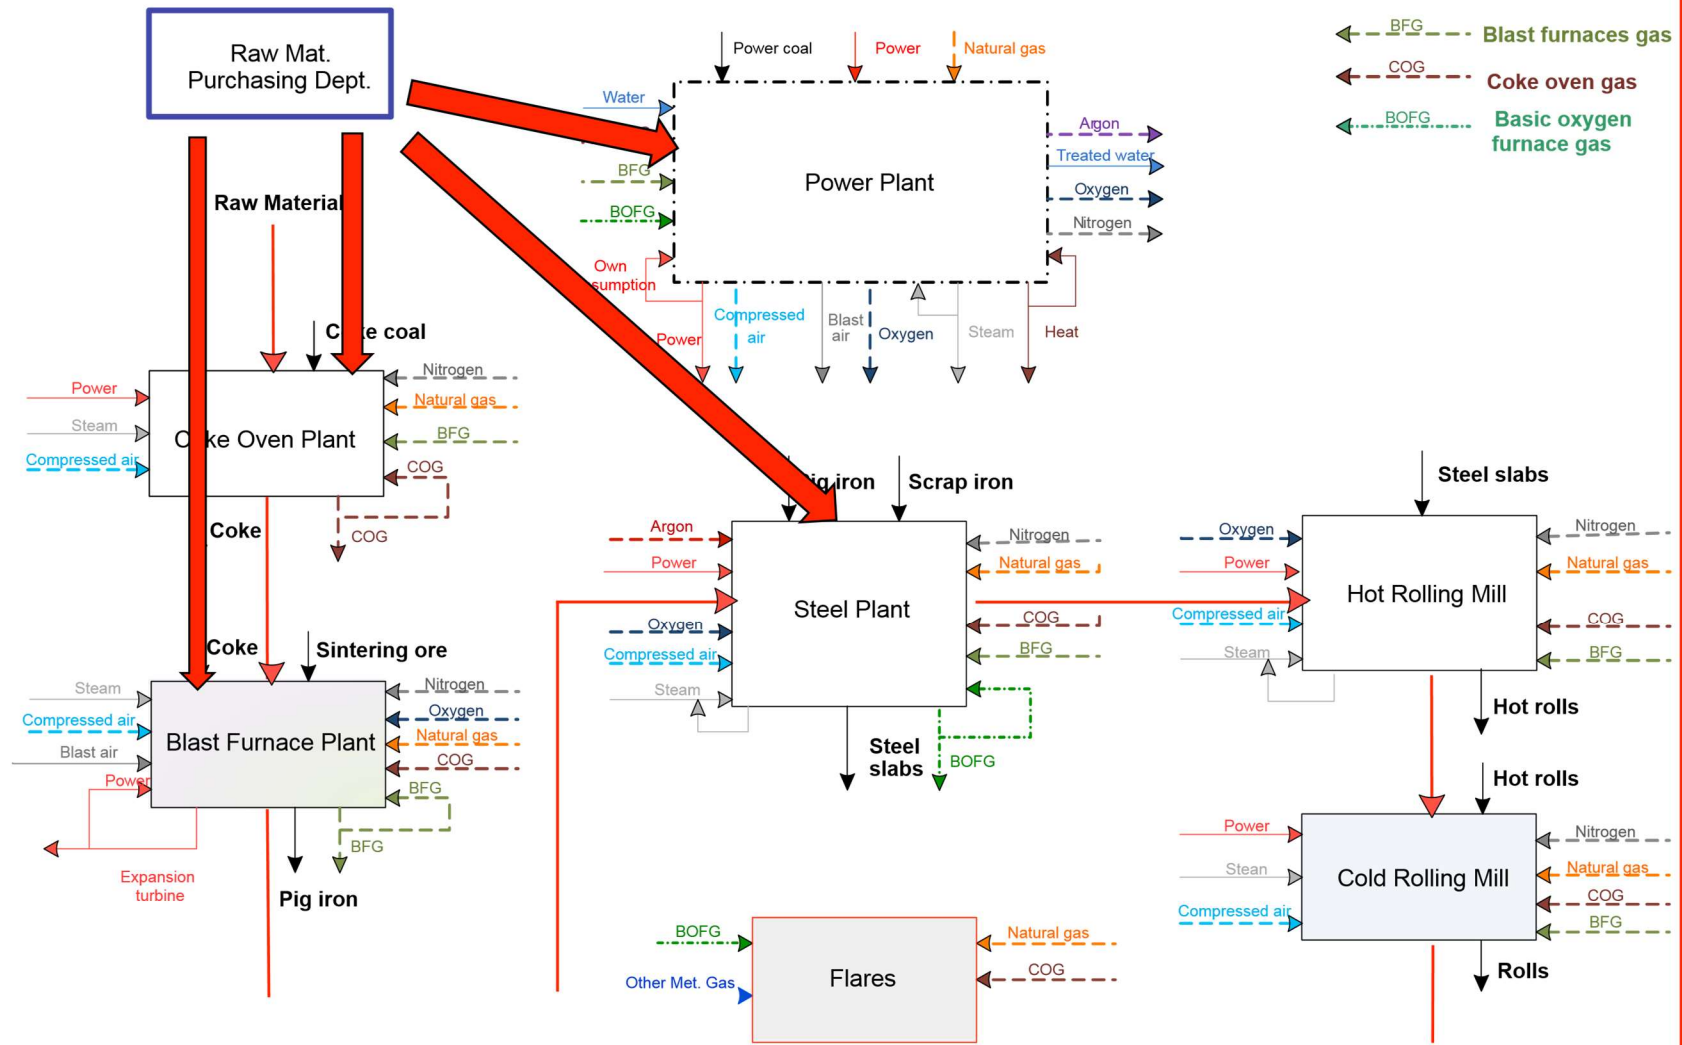 Raw Mat.
Purchasing Dept.
Power coal
Power
Natural gas
BFG
Blast furnaces gas
COG
Coke oven gas
BOFG
Basic oxygen
furnace gas
Water
BFG
BOFG
Own
Power Plant
Argon
Treated water
Oxygen
Nitrogen
Power
Compressed
air
Blast
air
Oxygen
Steam
Heat
Raw Material
coal
Power
Steam
Compressed air
Oven Plant
Nitrogen
Natural gas
BFG
COG
COG
Coke
Coke
Sintering ore
Steam
Compressed air
Blast air
Power
Blast Furnace Plant
Nitrogen
Oxygen
Natural gas
COG
BFG
BFG
Expansion
turbine
Pig iron
iron
Scrap iron
Argon
Power
Oxygen
Compressed air
Steam
Steel Plant
Nitrogen
Natural gas
COG
BFG
Steel
slabs
BOFG
Steel slabs
Oxygen
Power
Compressed air
Steam
Hot Rolling Mill
Nitrogen
Natural gas
COG
BFG
Hot rolls
Hot rolls
Power
Stean
Compressed air
Cold Rolling Mill
Nitrogen
Natural gas
COG
BFG
Rolls
BOFG
Other Met. Gas
Flares
Natural gas
COG